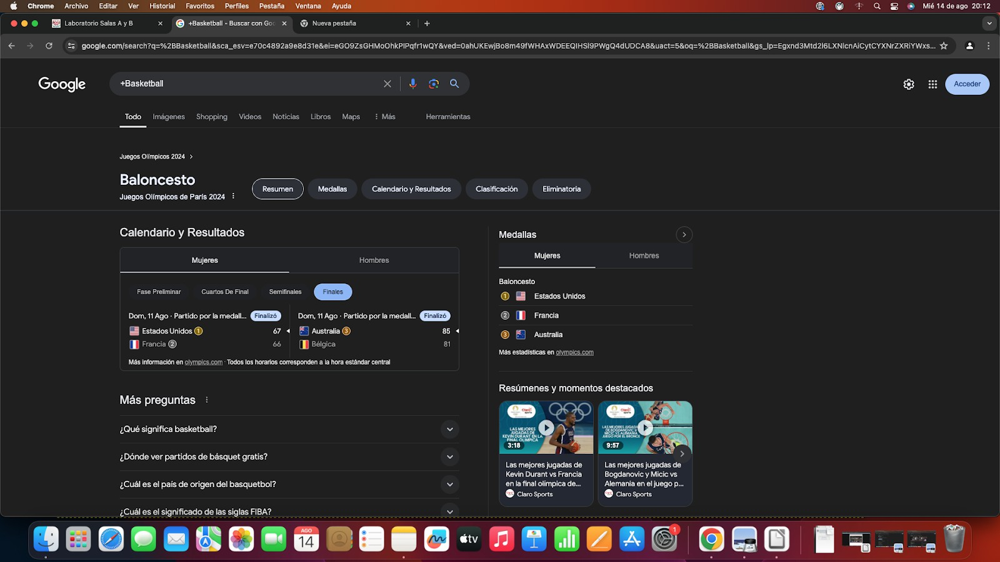 Chrome Archivo Editar Ver Historial Favoritos Perfiles Pestaña Ventana Ayuda Mié 14 de ago 20:12
Laboratorio Salas A y B +Basketball - Buscar con Goo Nueva pestaña
google.com/search?q=%2BBasketball&sca_esv=e70c4892a9e8d31e&ei=eGO9ZsGHMoOhkPIPqfr1wQY&ved=0ahUKEwjBo8m49fWHAxWDEEQIHSl9PWgQ4dUDCA8&uact=5&oq=%2BBasketball&gs_lp=Egxnd3Mtd2l6LXNlcnAiCytCYXNrZXRiYWxs...
Google +Basketball Acceder
Todo Imágenes Shopping Videos Noticias Libros Maps Más Herramientas
Juegos Olímpicos 2024
Baloncesto
Juegos Olímpicos de París 2024
Resumen Medallas Calendario y Resultados Clasificación Eliminatoria
Calendario y Resultados
Mujeres Hombres
Fase Preliminar Cuartos De Final Semifinales Finales
Dom, 11 Ago · Partido por la medall... Finalizó Dom, 11 Ago · Partido por la medall... Finalizó
Estados Unidos 1 67 Australia 3 85
Francia 2 66 Bélgica 81
Más información en olympics.com · Todos los horarios corresponden a la hora estándar central
Más preguntas
¿Qué significa basketball?
¿Dónde ver partidos de básquet gratis?
¿Cuál es el país de origen del basquetbol?
¿Cuál es el significado de las siglas FIBA?
Medallas
Mujeres Hombres
Baloncesto
1 Estados Unidos
2 Francia
3 Australia
Más estadísticas en olympics.com
Resúmenes y momentos destacados
Claro sports
LAS MEJORES
JUGADAS DE
KEVIN DURANT EN LA
FINAL OLIMPICA
3:18
Las mejores jugadas de
Kevin Durant vs Francia
en la final olímpica de...
Claro Sports
LAS MEJORES JUGADAS DE
BOGDANOVIC Y
MICIC VS ALEMANIA
JUEGO POR EL BRONCE
9:57
Las mejores jugadas de
Bogdanovic y Micic vs
Alemania en el juego p...
Claro Sports
AGO
14
tv
1